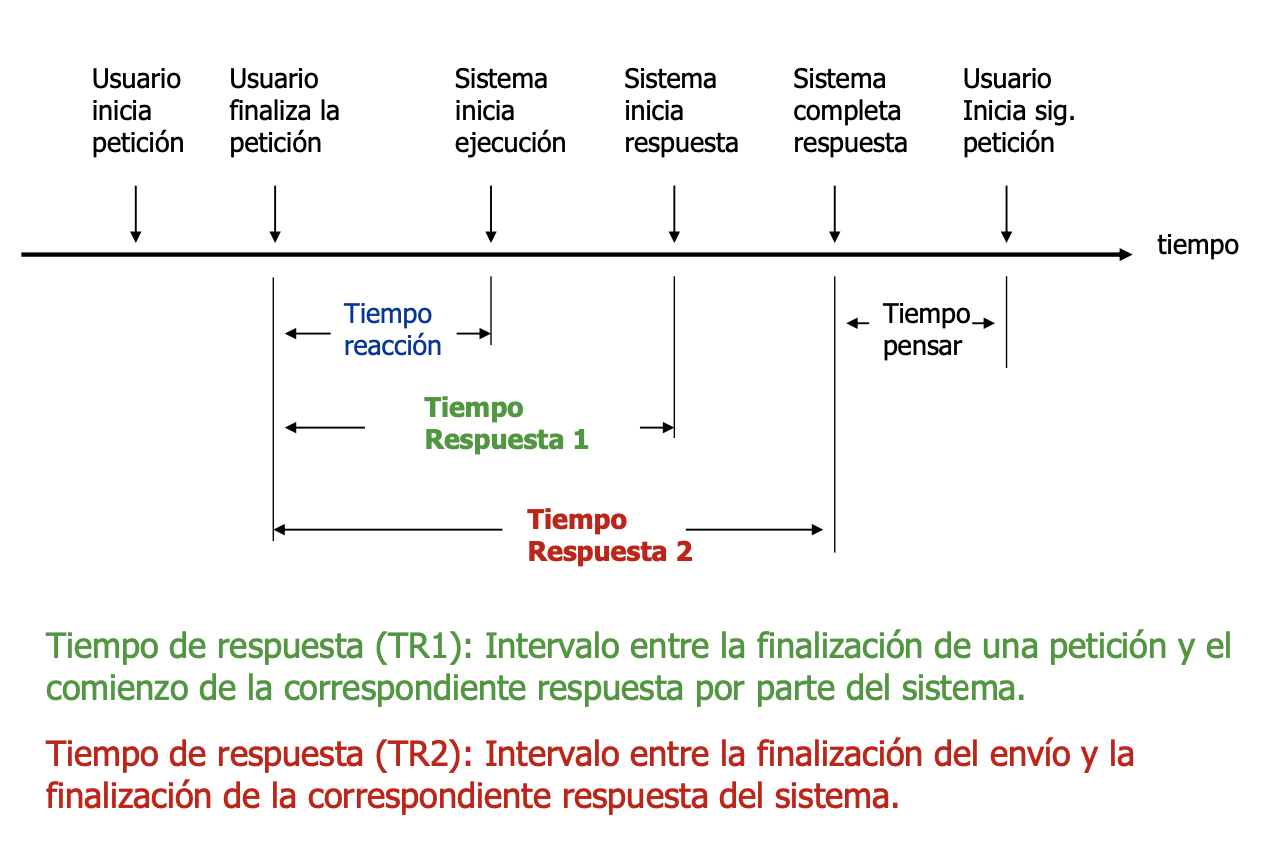 Usuario
inicia
petición
Usuario
finaliza la
petición
Sistema
inicia
ejecución
Sistema
inicia
respuesta
Sistema
completa
respuesta
Usuario
Inicia sig.
petición
tiempo
Tiempo
reacción
Tiempo
pensar
Tiempo
Respuesta 1
Tiempo
Respuesta 2
Tiempo de respuesta (TR1): Intervalo entre la finalización de una petición y el
comienzo de la correspondiente respuesta por parte del sistema.
Tiempo de respuesta (TR2): Intervalo entre la finalización del envío y la
finalización de la correspondiente respuesta del sistema.